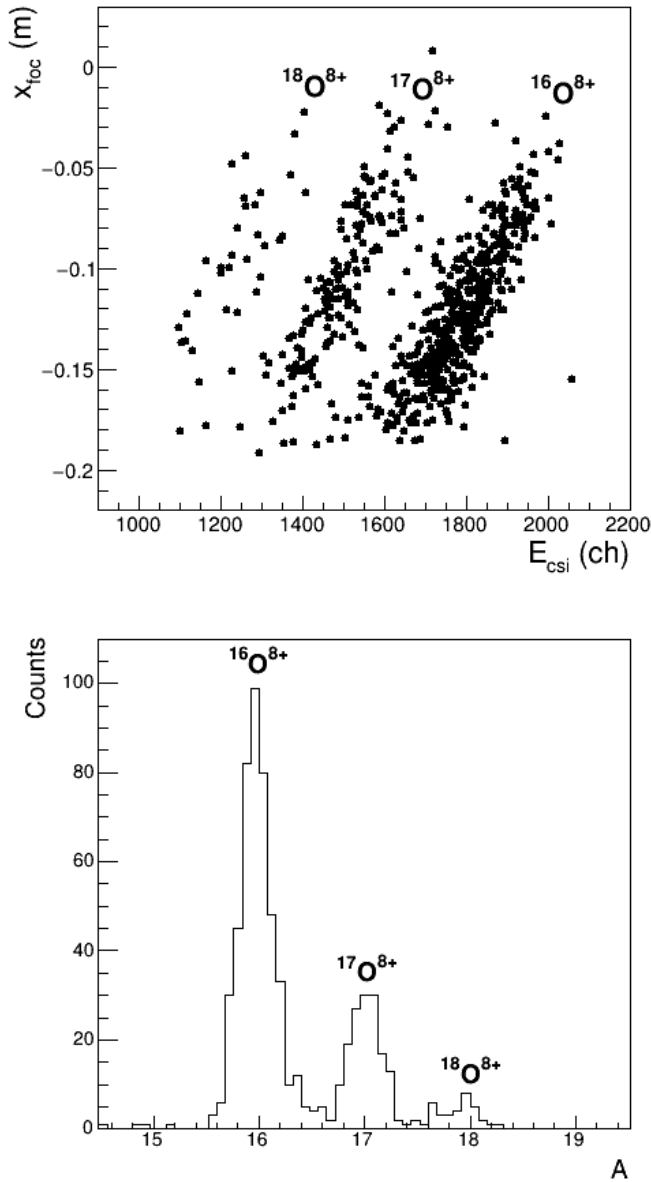 x_foc (m)
0
−0.05
−0.1
−0.15
−0.2
¹⁸O⁸⁺ ¹⁷O⁸⁺ ¹⁶O⁸⁺
1000 1200 1400 1600 1800 2000 2200
E_csi (ch)
Counts
100
80
60
40
20
0
¹⁶O⁸⁺
¹⁷O⁸⁺
¹⁸O⁸⁺
15 16 17 18 19
A